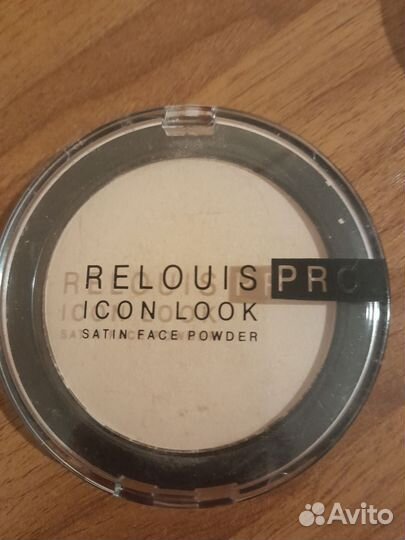 RELOUIS PRO
ICON LOOK
SATIN FACE POWDER
Avito